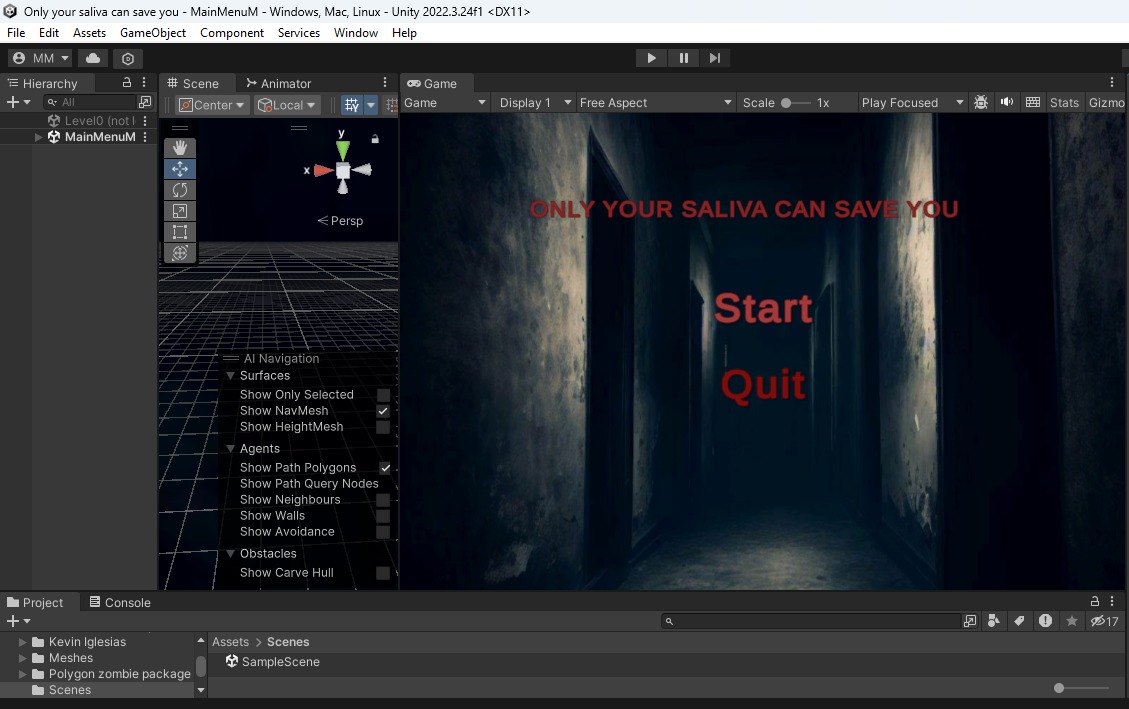 Only your saliva can save you - MainMenuM - Windows, Mac, Linux - Unity 2022.3.24f1 <DX11>
File Edit Assets GameObject Component Services Window Help
MM
Hierarchy
All
Level0 (not l
MainMenuM
Scene Animator
Center Local
y
x
Persp
AI Navigation
Surfaces
Show Only Selected
Show NavMesh
Show HeightMesh
Agents
Show Path Polygons
Show Path Query Nodes
Show Neighbours
Show Walls
Show Avoidance
Obstacles
Show Carve Hull
Game
Game Display 1 Free Aspect Scale 1x Play Focused Stats Gizmo
ONLY YOUR SALIVA CAN SAVE YOU
Start
Quit
Project Console
17
Kevin Iglesias
Meshes
Polygon zombie package
Scenes
Assets > Scenes
SampleScene